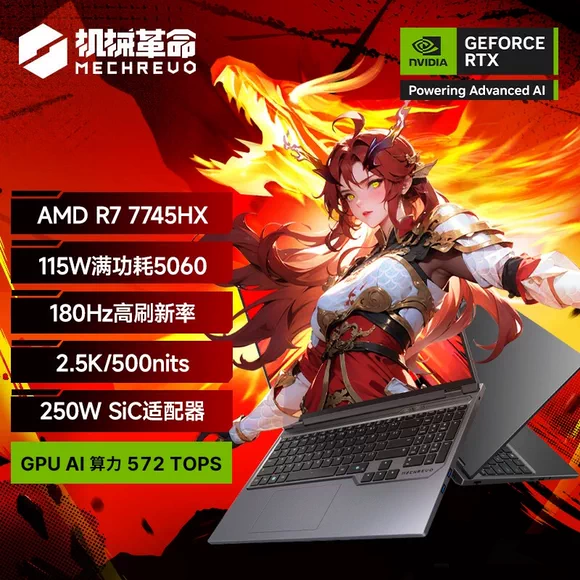 机械革命
MECHREVO
NVIDIA
GEFORCE
RTX
Powering Advanced AI
AMD R7 7745HX
115W满功耗5060
180Hz高刷新率
2.5K/500nits
250W SiC适配器
GPU AI 算力 572 TOPS
MECHREVO